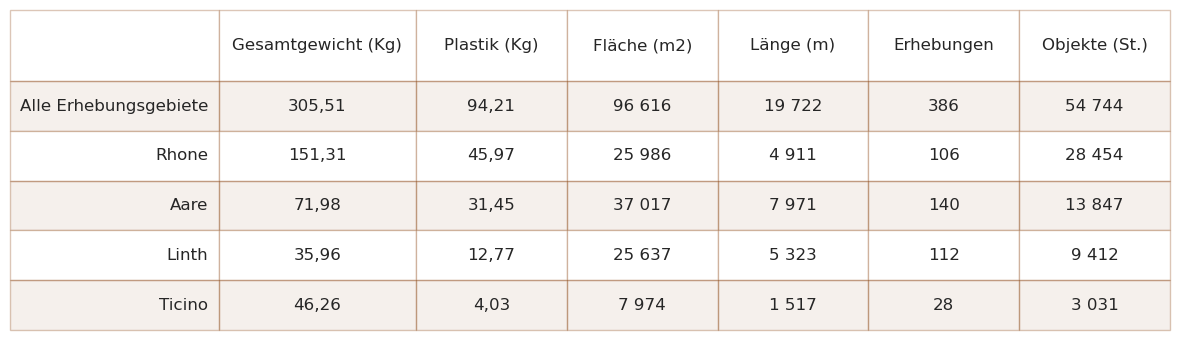 Gesamtgewicht (Kg) Plastik (Kg) Fläche (m2) Länge (m) Erhebungen Objekte (St.)
Alle Erhebungsgebiete 305,51 94,21 96 616 19 722 386 54 744
Rhone 151,31 45,97 25 986 4 911 106 28 454
Aare 71,98 31,45 37 017 7 971 140 13 847
Linth 35,96 12,77 25 637 5 323 112 9 412
Ticino 46,26 4,03 7 974 1 517 28 3 031